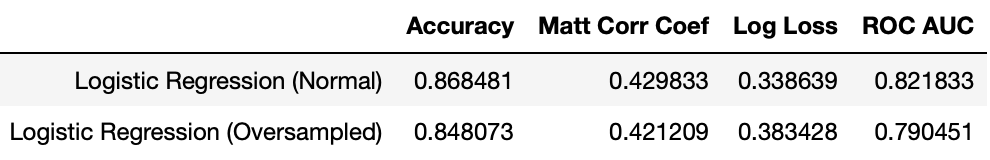 Accuracy Matt Corr Coef Log Loss ROC AUC
Logistic Regression (Normal) 0.868481 0.429833 0.338639 0.821833
Logistic Regression (Oversampled) 0.848073 0.421209 0.383428 0.790451